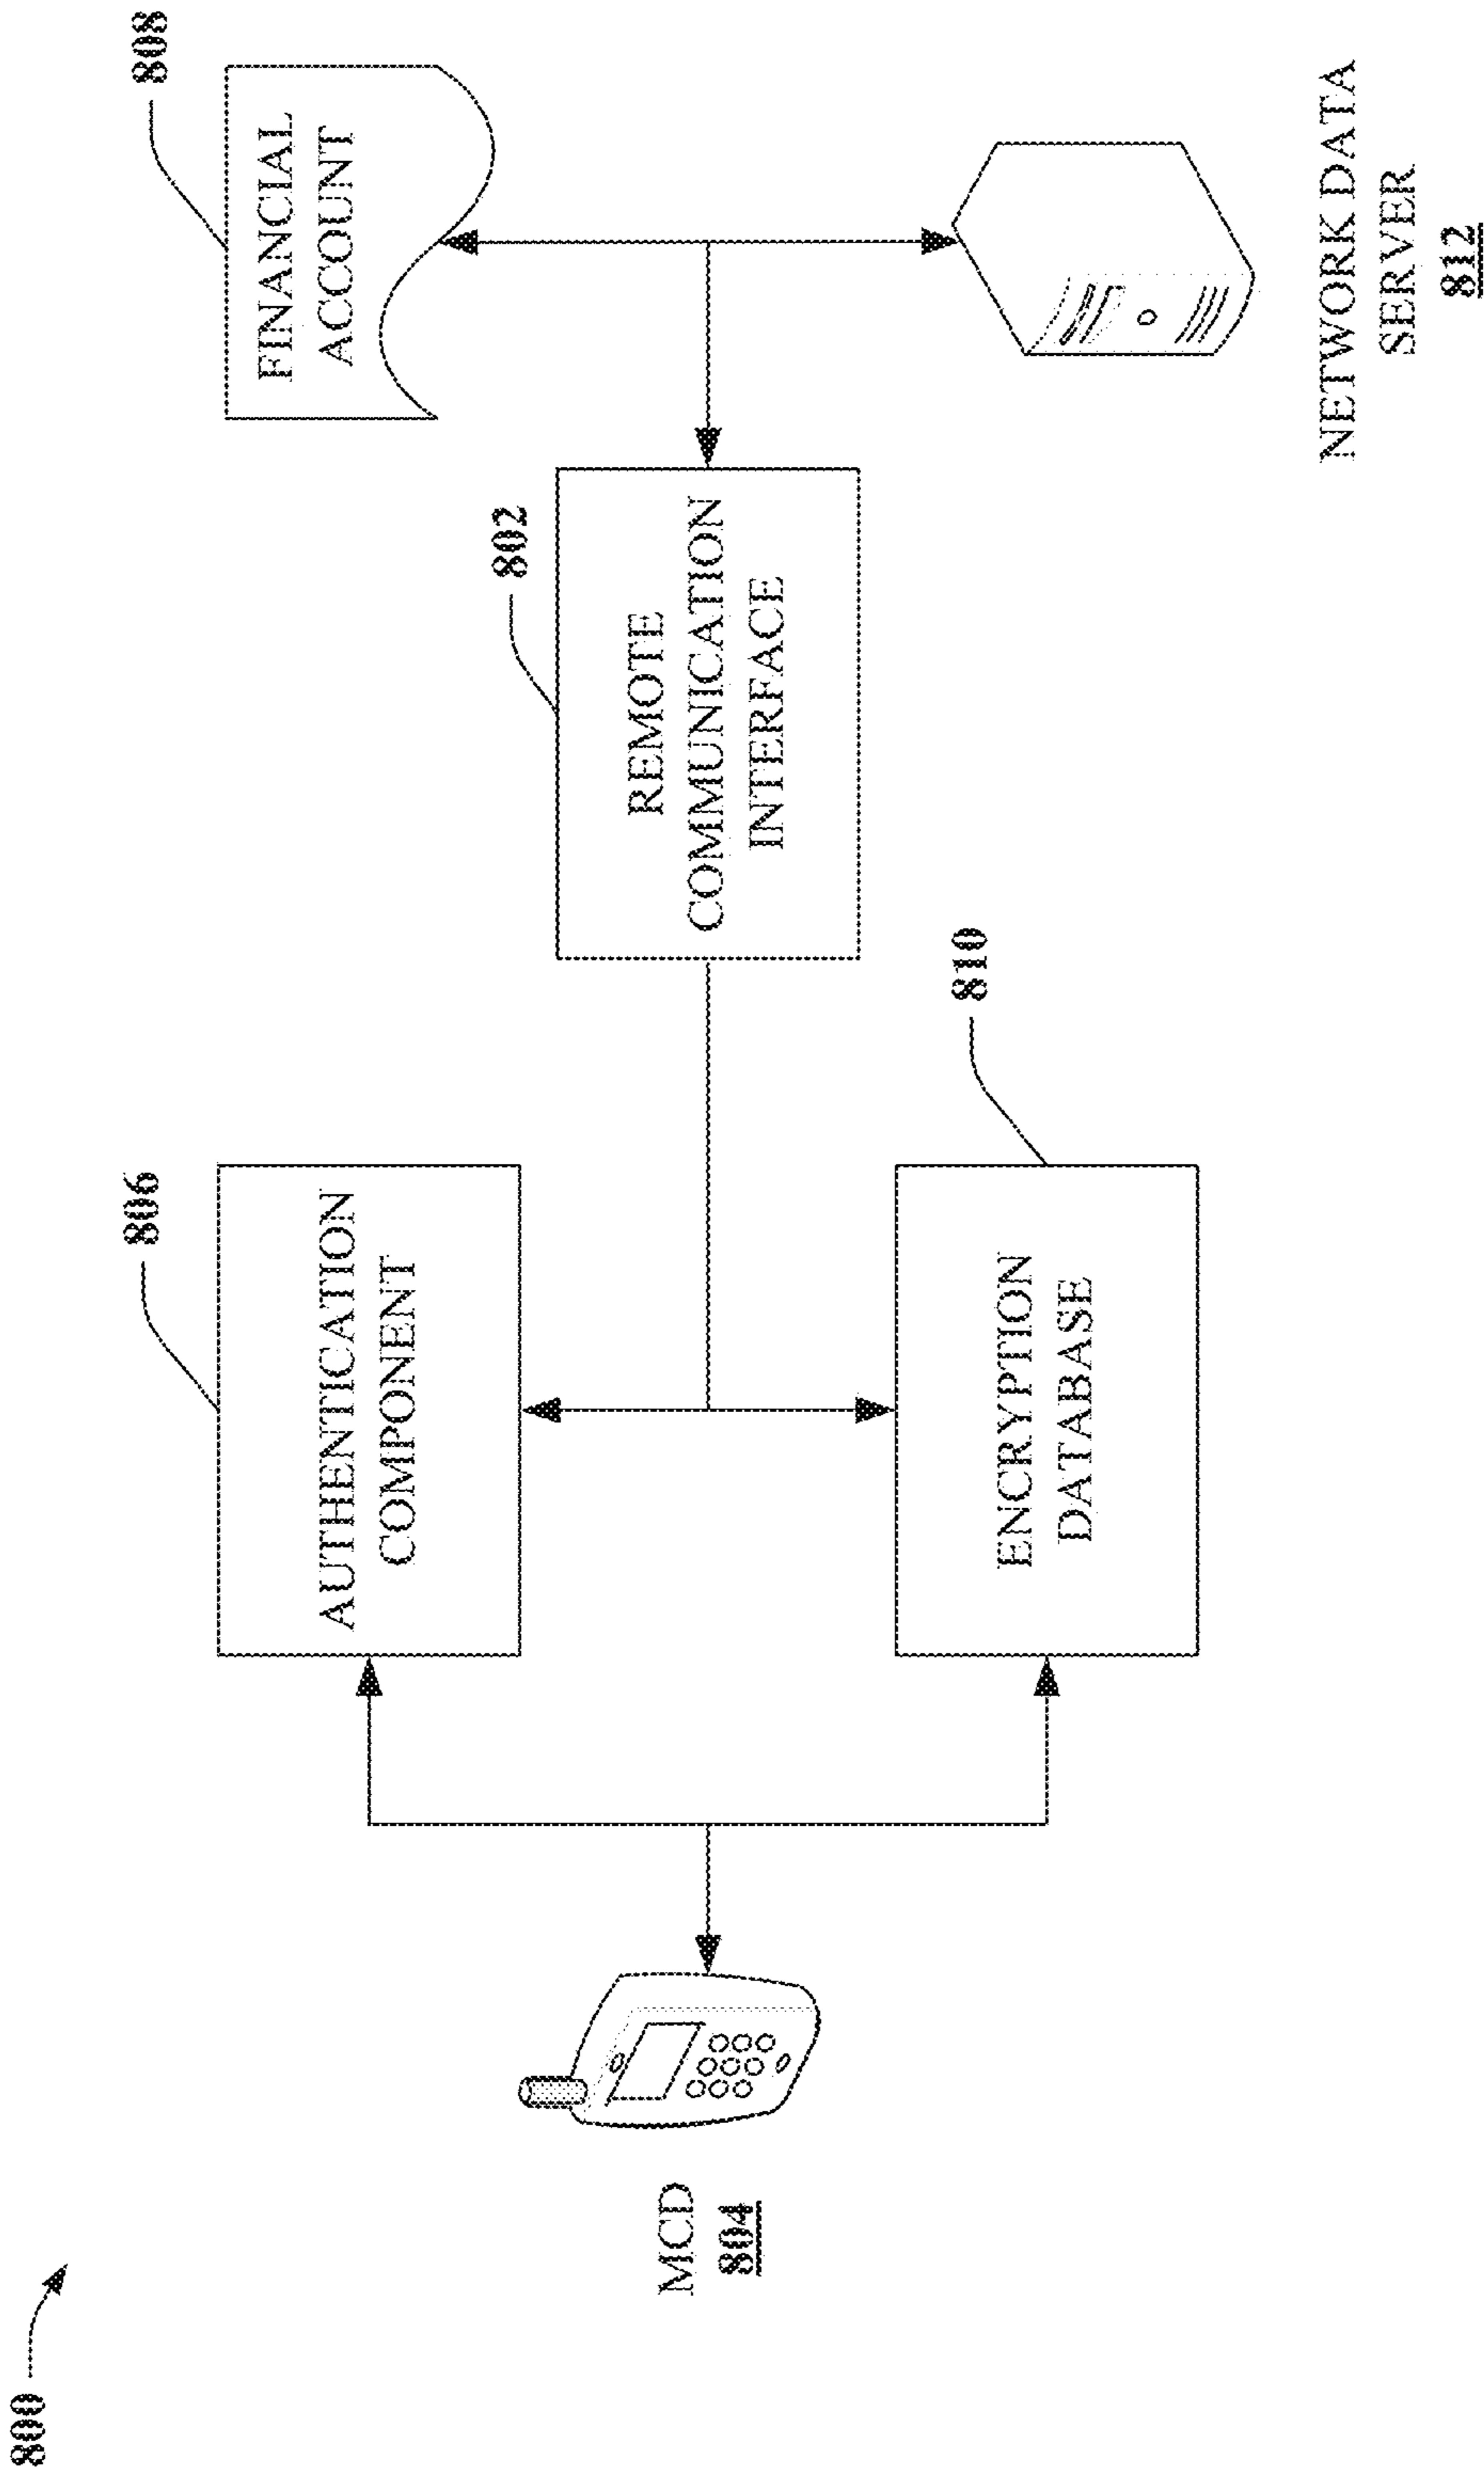 800
MCD
804
806
AUTHENTICATION
COMPONENT
810
ENCRYPTION
DATABASE
802
REMOTE
COMMUNICATION
INTERFACE
808
FINANCIAL
ACCOUNT
NETWORK DATA
SERVER
812